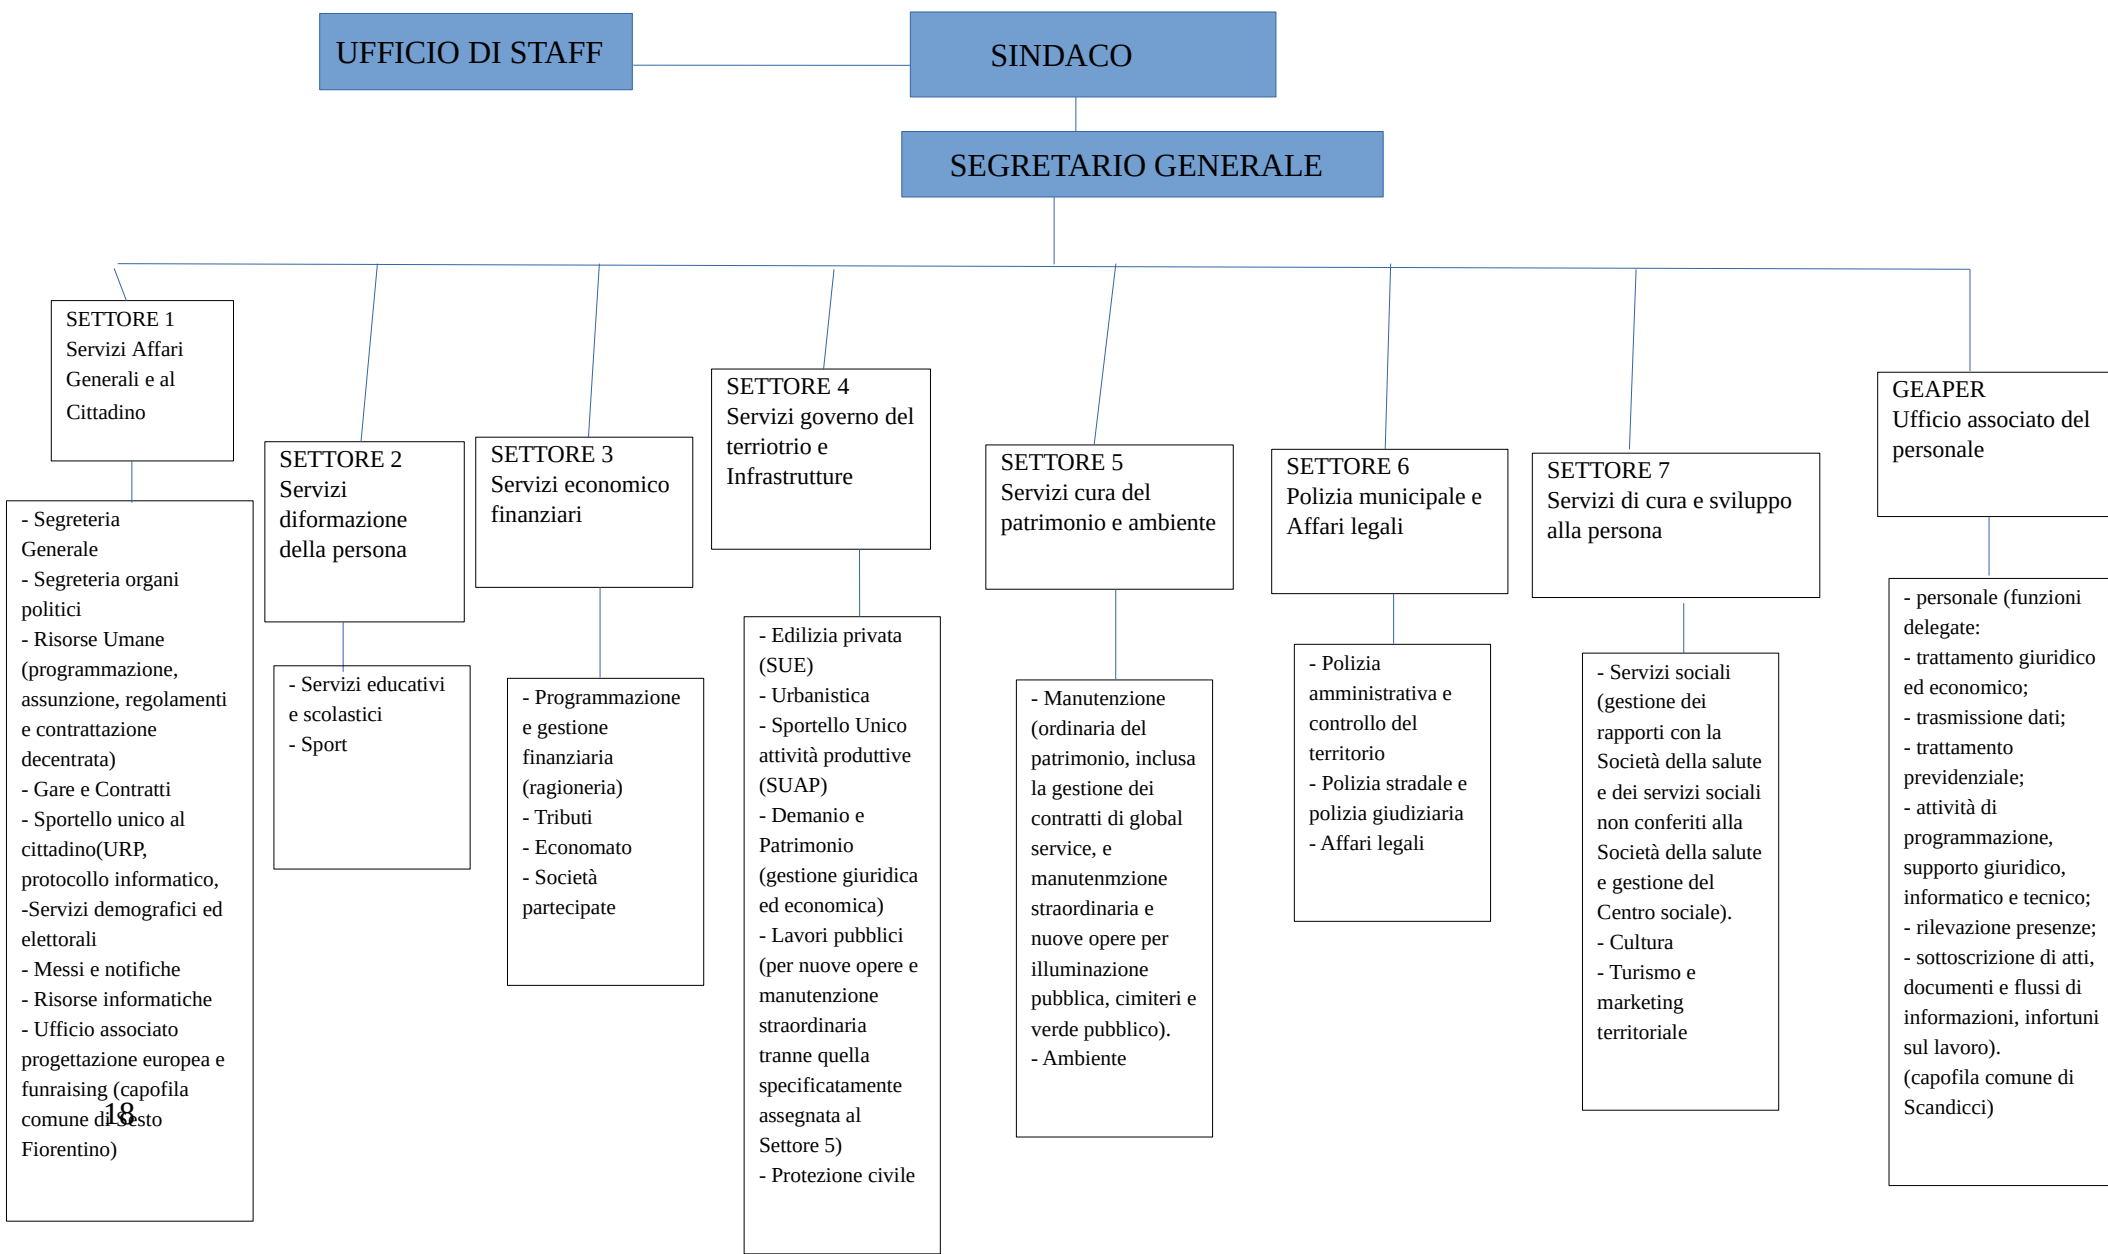 UFFICIO DI STAFF
SINDACO
SEGRETARIO GENERALE
SETTORE 1
Servizi Affari
Generali e al
Cittadino
- Segreteria
Generale
- Segreteria organi
politici
- Risorse Umane
(programmazione,
assunzione, regolamenti
e contrattazione
decentrata)
- Gare e Contratti
- Sportello unico al
cittadino(URP,
protocollo informatico,
-Servizi demografici ed
elettorali
- Messi e notifiche
- Risorse informatiche
- Ufficio associato
progettazione europea e
funraising (capofila
comune di Sesto
Fiorentino)
18
SETTORE 2
Servizi
diformazione
della persona
- Servizi educativi
e scolastici
- Sport
SETTORE 3
Servizi economico
finanziari
- Programmazione
e gestione
finanziaria
(ragioneria)
- Tributi
- Economato
- Società
partecipate
SETTORE 4
Servizi governo del
terriotrio e
Infrastrutture
- Edilizia privata
(SUE)
- Urbanistica
- Sportello Unico
attività produttive
(SUAP)
- Demanio e
Patrimonio
(gestione giuridica
ed economica)
- Lavori pubblici
(per nuove opere e
manutenzione
straordinaria
tranne quella
specificatamente
assegnata al
Settore 5)
- Protezione civile
SETTORE 5
Servizi cura del
patrimonio e ambiente
- Manutenzione
(ordinaria del
patrimonio, inclusa
la gestione dei
contratti di global
service, e
manutenmzione
straordinaria e
nuove opere per
illuminazione
pubblica, cimiteri e
verde pubblico).
- Ambiente
SETTORE 6
Polizia municipale e
Affari legali
- Polizia
amministrativa e
controllo del
territorio
- Polizia stradale e
polizia giudiziaria
- Affari legali
SETTORE 7
Servizi di cura e sviluppo
alla persona
- Servizi sociali
(gestione dei
rapporti con la
Società della salute
e dei servizi sociali
non conferiti alla
Società della salute
e gestione del
Centro sociale).
- Cultura
- Turismo e
marketing
territoriale
GEAPER
Ufficio associato del
personale
- personale (funzioni
delegate:
- trattamento giuridico
ed economico;
- trasmissione dati;
- trattamento
previdenziale;
- attività di
programmazione,
supporto giuridico,
informatico e tecnico;
- rilevazione presenze;
- sottoscrizione di atti,
documenti e flussi di
informazioni, infortuni
sul lavoro).
(capofila comune di
Scandicci)